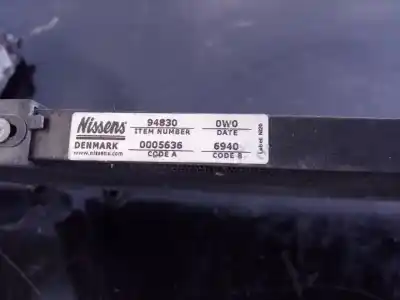 Nissens 94830 0W0
ITEM NUMBER DATE
DENMARK 0005636 6940
www.nissens.com CODE A CODE B